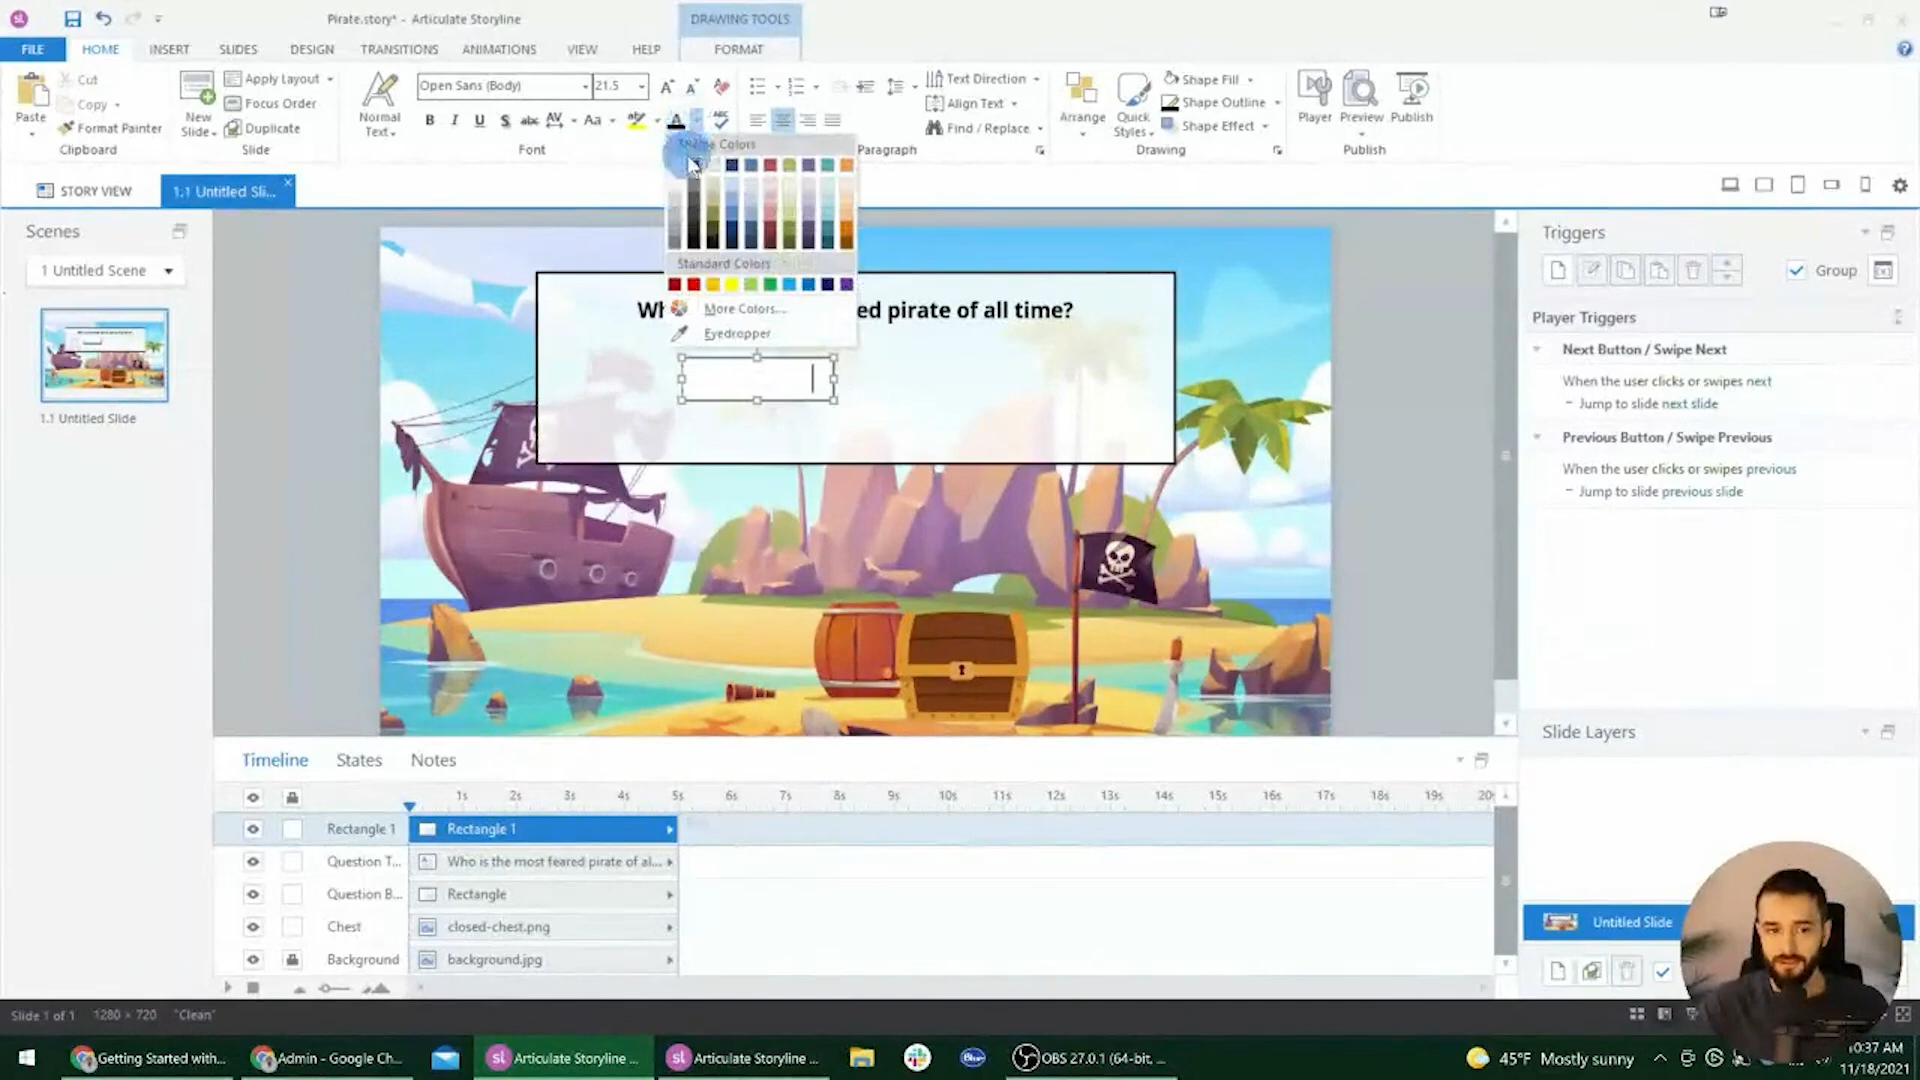 Pirate.story* - Articulate Storyline
DRAWING TOOLS
FILE
HOME
INSERT
SLIDES
DESIGN
TRANSITIONS
ANIMATIONS
VIEW
HELP
FORMAT
Paste
Cut
Copy
Format Painter
Clipboard
New Slide
Apply Layout
Focus Order
Duplicate
Slide
Normal Text
Open Sans (Body)
21.5
Font
Text Direction
Align Text
Find / Replace
Paragraph
Arrange
Quick Styles
Shape Fill
Shape Outline
Shape Effect
Drawing
Player
Preview
Publish
Publish
STORY VIEW
1.1 Untitled Sli...
Colors
Standard Colors
More Colors...
Eyedropper
Scenes
1 Untitled Scene
1.1 Untitled Slide
ed pirate of all time?
Triggers
Group
Player Triggers
Next Button / Swipe Next
When the user clicks or swipes next
- Jump to slide next slide
Previous Button / Swipe Previous
When the user clicks or swipes previous
- Jump to slide previous slide
Slide Layers
Untitled Slide
Timeline
States
Notes
1s 2s 3s 4s 5s 6s 7s 8s 9s 10s 11s 12s 13s 14s 15s 16s 17s 18s 19s 20
Rectangle 1
Rectangle 1
Question T...
Who is the most feared pirate of al...
Question B...
Rectangle
Chest
closed-chest.png
Background
background.jpg
Slide 1 of 1
1280 × 720
"Clean"
Getting Started with...
Admin - Google Ch...
Articulate Storyline ...
Articulate Storyline ...
OBS 27.0.1 (64-bit, ...
45°F Mostly sunny
10:37 AM
11/18/2021